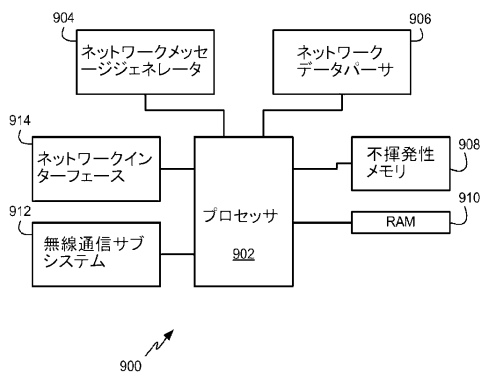 904
ネットワークメッセ
ージジェネレータ
906
ネットワーク
データパーサ
914
ネットワークイン
ターフェース
プロセッサ
902
不揮発性
メモリ
908
912
無線通信サブ
システム
RAM
910
900